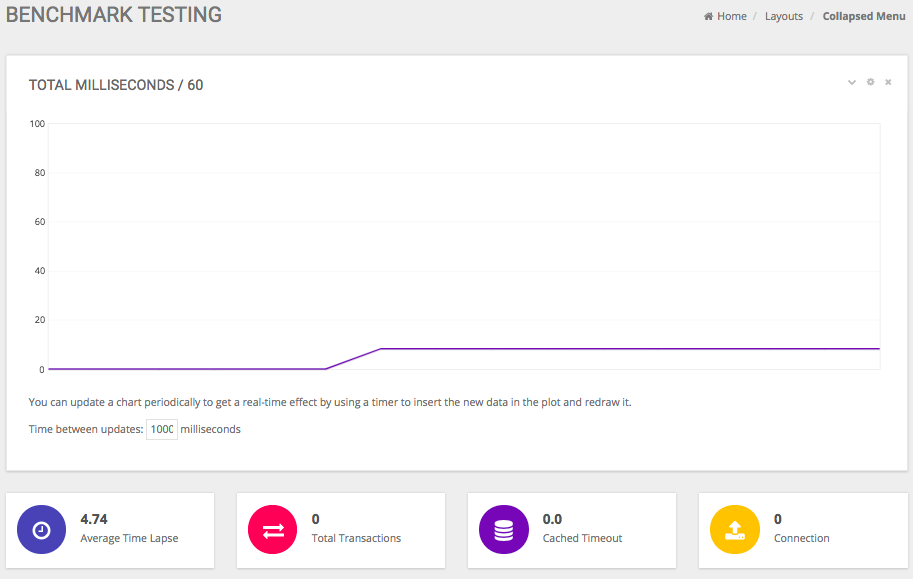 BENCHMARK TESTING
Home / Layouts / Collapsed Menu
TOTAL MILLISECONDS / 60
100
80
60
40
20
0
You can update a chart periodically to get a real-time effect by using a timer to insert the new data in the plot and redraw it.
Time between updates: 1000 milliseconds
4.74
Average Time Lapse
0
Total Transactions
0.0
Cached Timeout
0
Connection